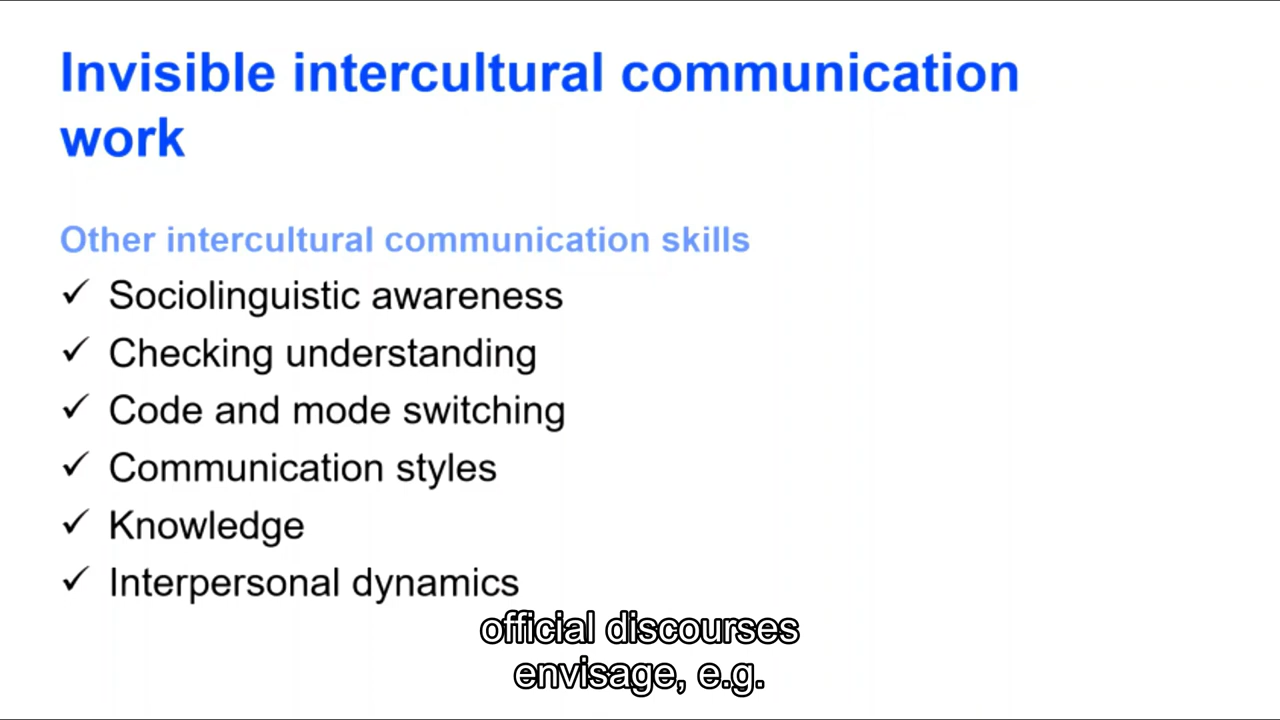 Invisible intercultural communication
work
Other intercultural communication skills
✓ Sociolinguistic awareness
✓ Checking understanding
✓ Code and mode switching
✓ Communication styles
✓ Knowledge
✓ Interpersonal dynamics
official discourses
envisage, e.g.